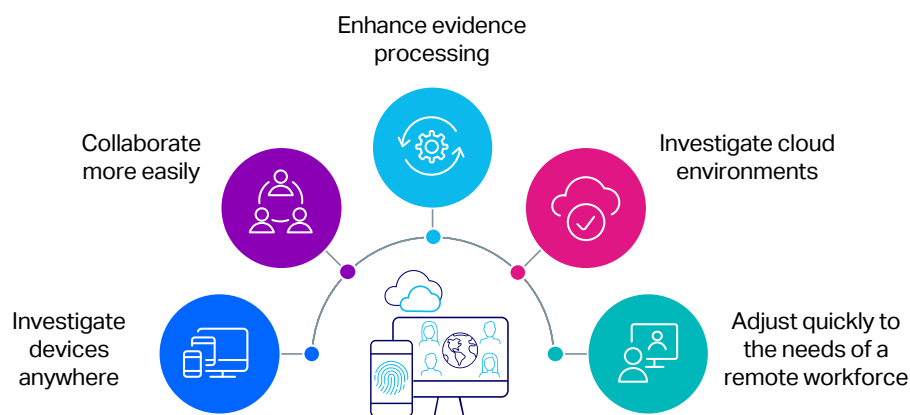 Enhance evidence
processing
Collaborate
more easily
Investigate cloud
environments
Investigate
devices
anywhere
Adjust quickly to
the needs of a
remote workforce